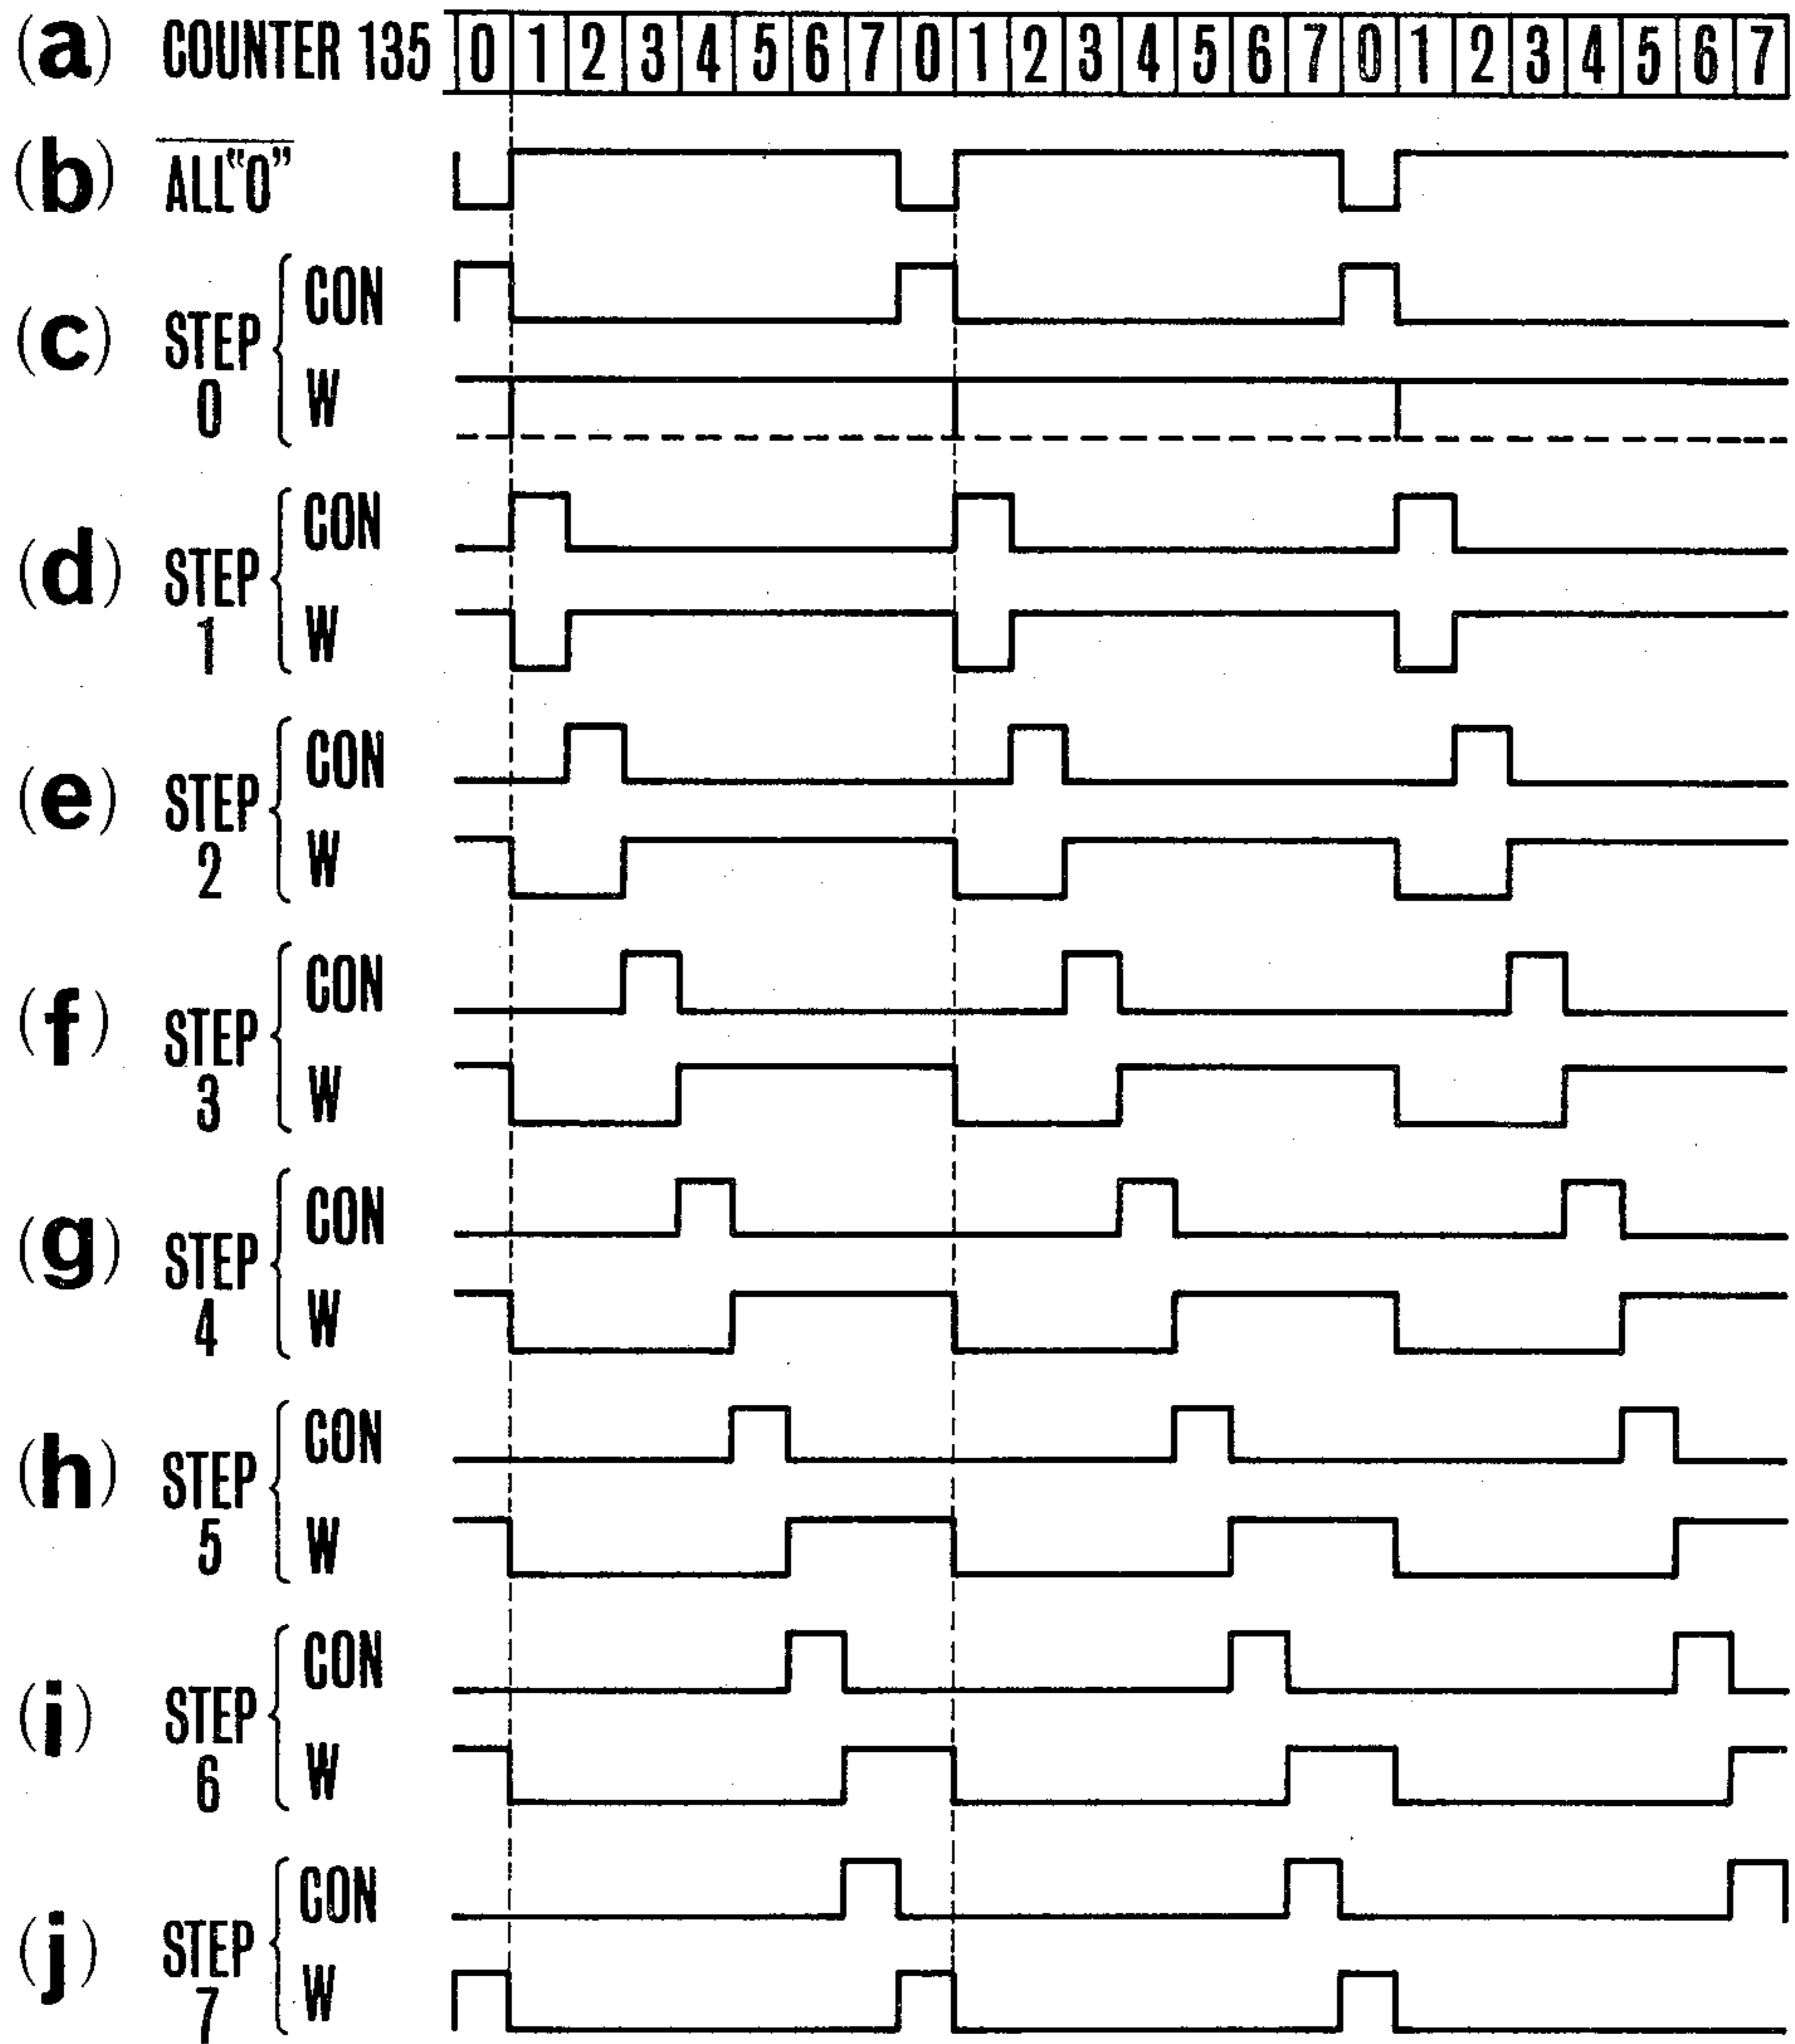 (a) COUNTER 135 0 1 2 3 4 5 6 7 0 1 2 3 4 5 6 7 0 1 2 3 4 5 6 7
(b) ALL“0”
(c) STEP 0 CON
W
(d) STEP 1 CON
W
(e) STEP 2 CON
W
(f) STEP 3 CON
W
(g) STEP 4 CON
W
(h) STEP 5 CON
W
(i) STEP 6 CON
W
(j) STEP 7 CON
W